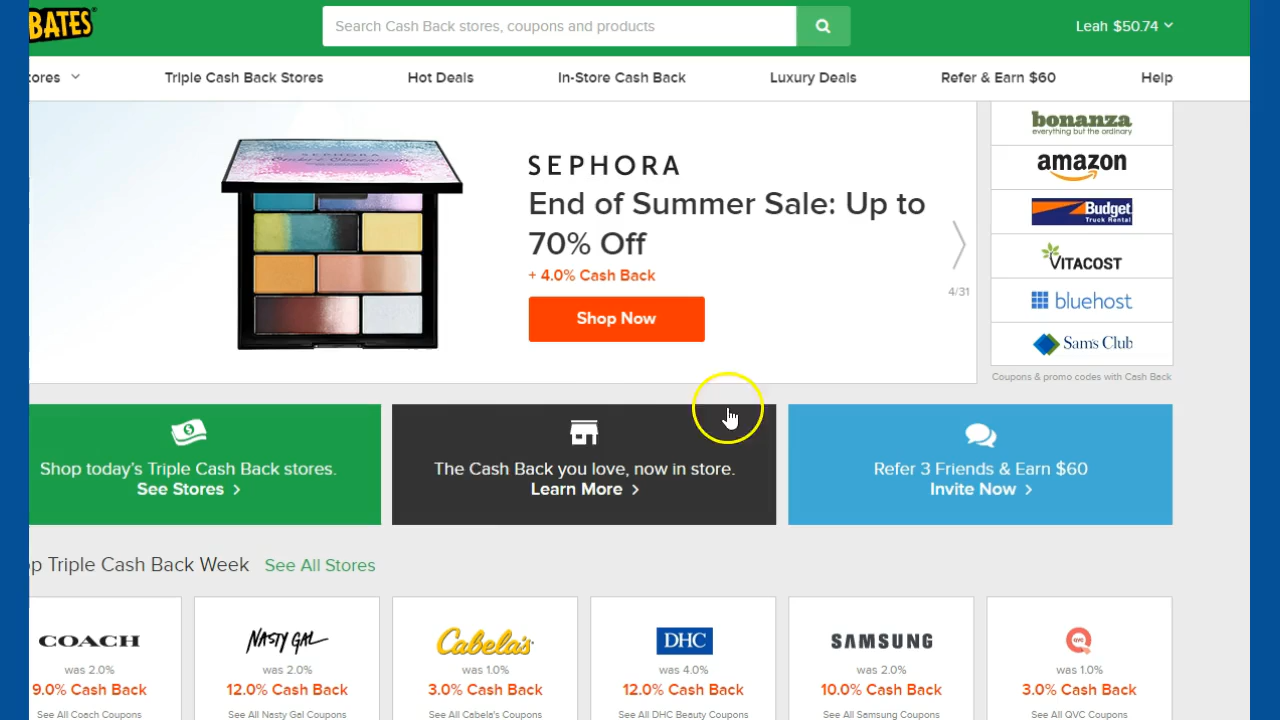 BATES
Search Cash Back stores, coupons and products
Leah $50.74
ores
Triple Cash Back Stores
Hot Deals
In-Store Cash Back
Luxury Deals
Refer & Earn $60
Help
SEPHORA
SEPHORA
End of Summer Sale: Up to
70% Off
+ 4.0% Cash Back
Shop Now
4/31
bonanza
everything but the ordinary
amazon
Budget
Truck Rental
VITACOST
bluehost
Sam's Club
Coupons & promo codes with Cash Back
Shop today's Triple Cash Back stores.
See Stores >
The Cash Back you love, now in store.
Learn More >
Refer 3 Friends & Earn $60
Invite Now >
op Triple Cash Back Week
See All Stores
COACH
was 2.0%
9.0% Cash Back
See All Coach Coupons
NASTY GAL
was 2.0%
12.0% Cash Back
See All Nasty Gal Coupons
Cabela's
was 1.0%
3.0% Cash Back
See All Cabela's Coupons
DHC
was 4.0%
12.0% Cash Back
See All DHC Beauty Coupons
SAMSUNG
was 2.0%
10.0% Cash Back
See All Samsung Coupons
QVC
was 1.0%
3.0% Cash Back
See All QVC Coupons